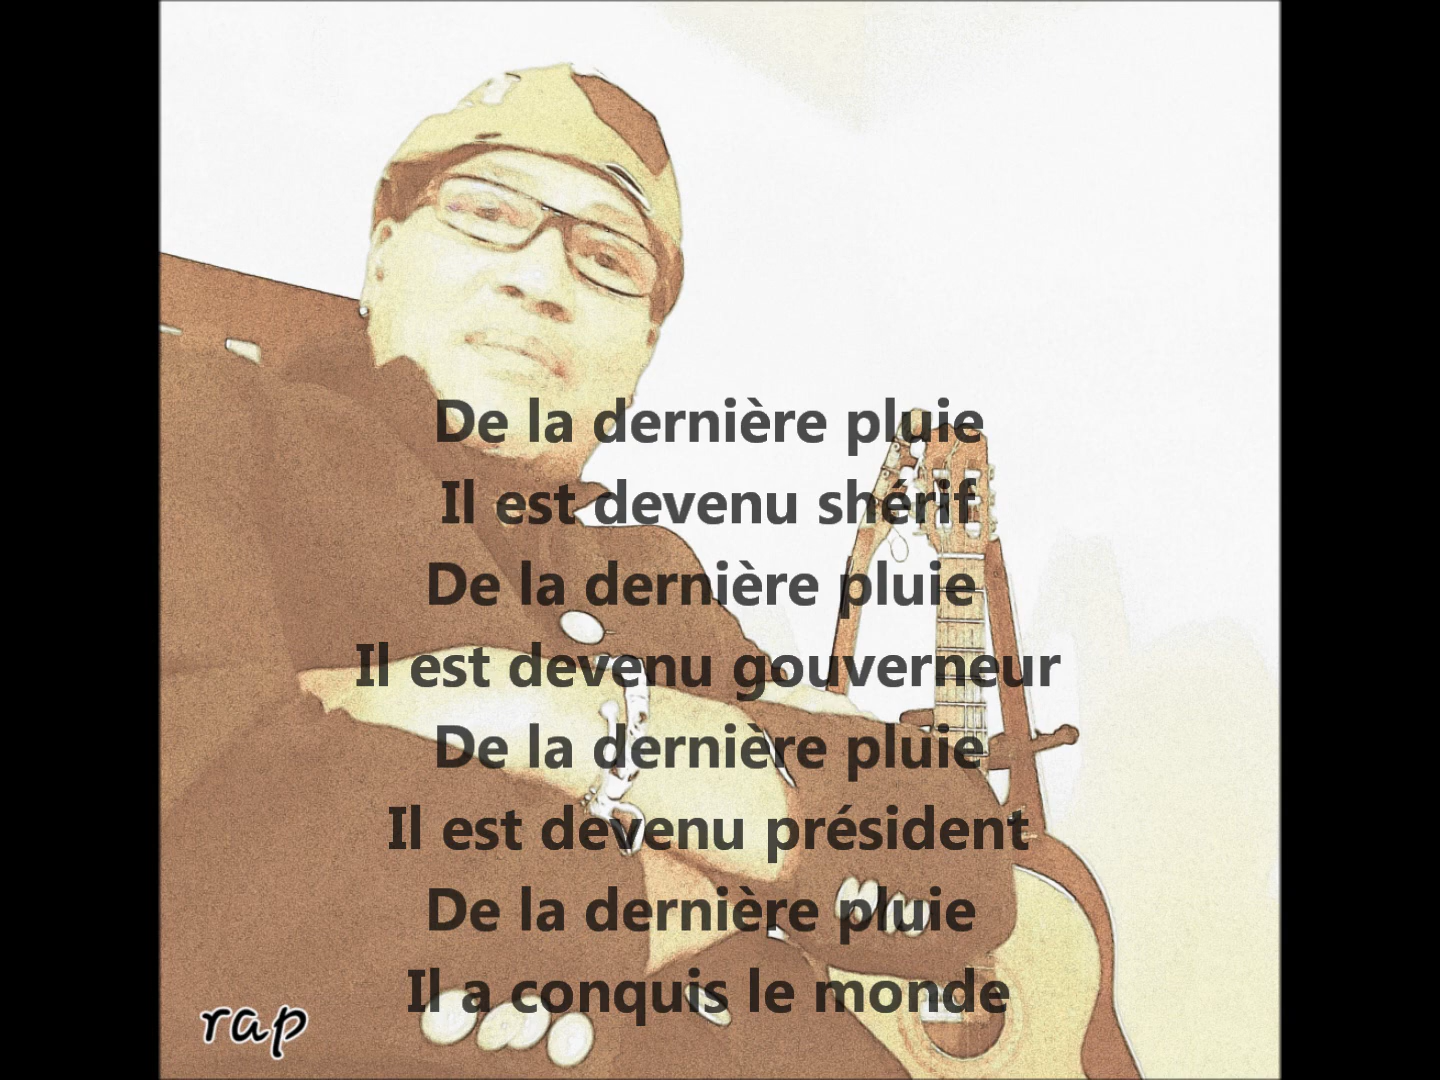 De la dernière pluie
Il est devenu shérif
De la dernière pluie
Il est devenu gouverneur
De la dernière pluie
Il est devenu président
De la dernière pluie
Il a conquis le monde
rap